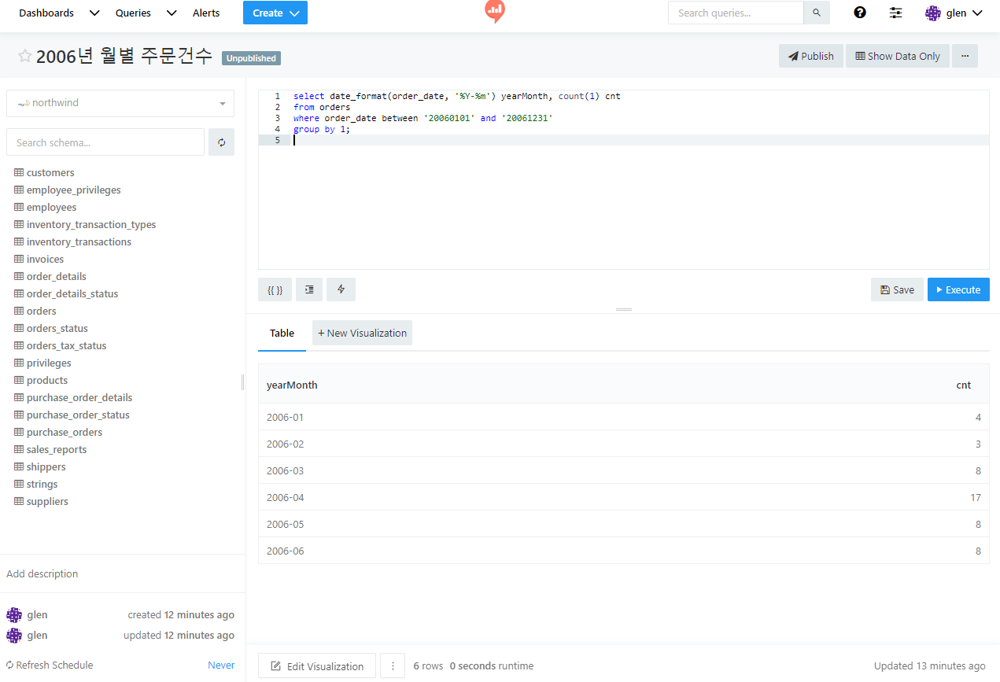 Dashboards Queries Alerts Create Search queries... glen
2006년 월별 주문건수 Unpublished Publish Show Data Only ...
northwind
Search schema...
customers
employee_privileges
employees
inventory_transaction_types
inventory_transactions
invoices
order_details
order_details_status
orders
orders_status
orders_tax_status
privileges
products
purchase_order_details
purchase_order_status
purchase_orders
sales_reports
shippers
strings
suppliers
Add description
glen created 12 minutes ago
glen updated 12 minutes ago
Refresh Schedule Never
1 select date_format(order_date, '%Y-%m') yearMonth, count(1) cnt
2 from orders
3 where order_date between '20060101' and '20061231'
4 group by 1;
5
{{ }} Save Execute
Table + New Visualization
yearMonth cnt
2006-01 4
2006-02 3
2006-03 8
2006-04 17
2006-05 8
2006-06 8
Edit Visualization 6 rows 0 seconds runtime Updated 13 minutes ago